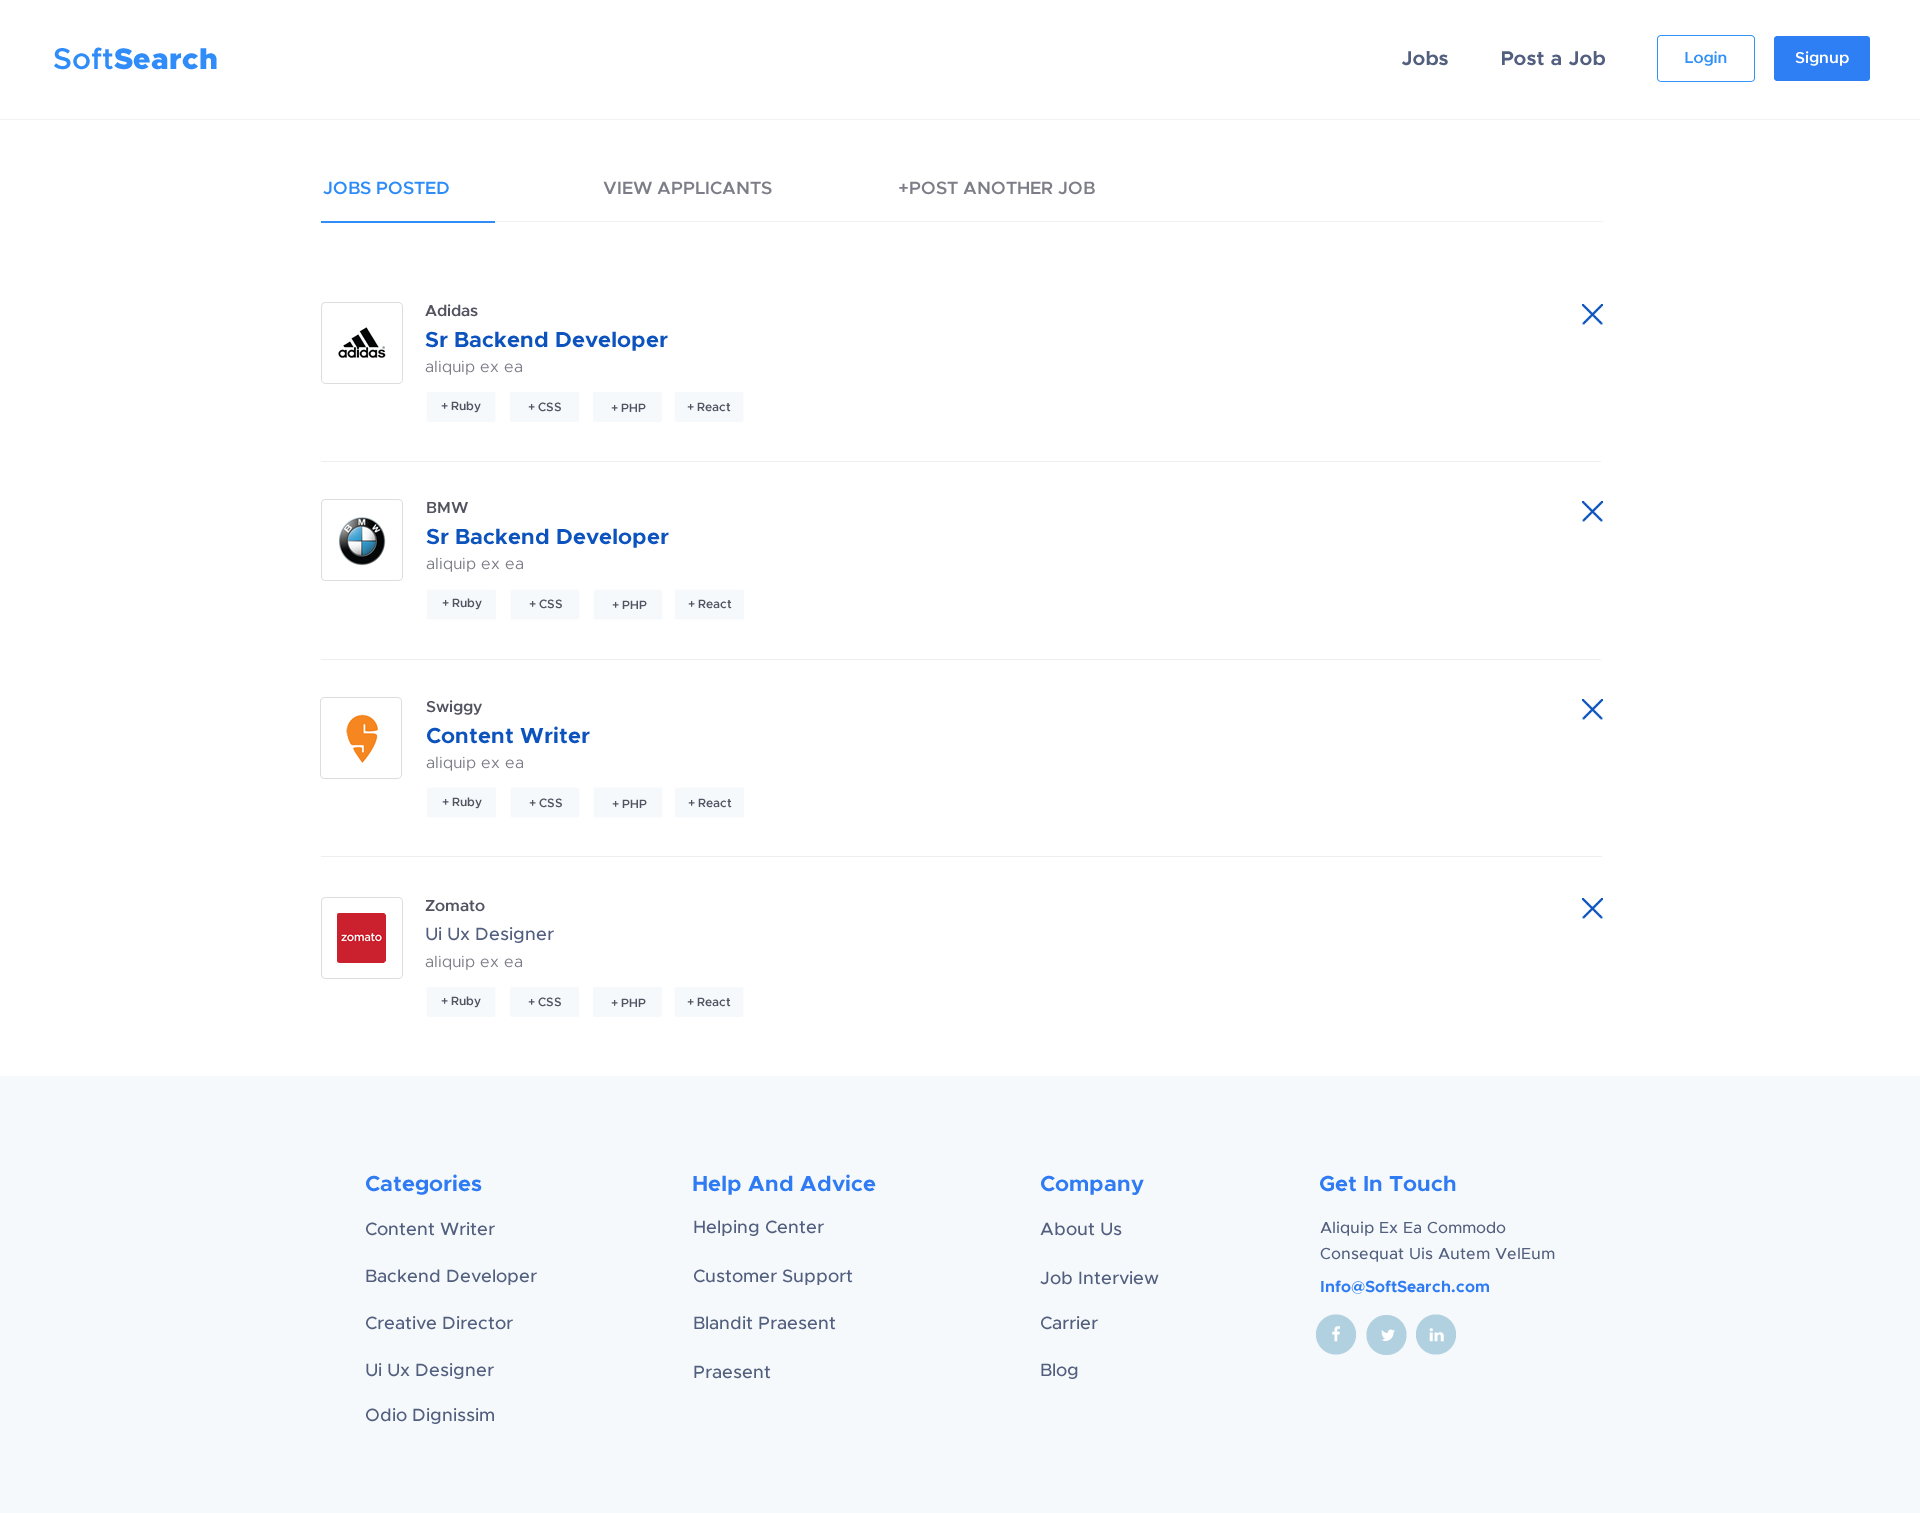 SoftSearch
Jobs
Post a Job
Login
Signup
JOBS POSTED
VIEW APPLICANTS
+POST ANOTHER JOB
adidas
Adidas
Sr Backend Developer
aliquip ex ea
+ Ruby
+ CSS
+ PHP
+ React
BMW
BMW
Sr Backend Developer
aliquip ex ea
+ Ruby
+ CSS
+ PHP
+ React
Swiggy
Content Writer
aliquip ex ea
+ Ruby
+ CSS
+ PHP
+ React
zomato
Zomato
Ui Ux Designer
aliquip ex ea
+ Ruby
+ CSS
+ PHP
+ React
Categories
Content Writer
Backend Developer
Creative Director
Ui Ux Designer
Odio Dignissim
Help And Advice
Helping Center
Customer Support
Blandit Praesent
Praesent
Company
About Us
Job Interview
Carrier
Blog
Get In Touch
Aliquip Ex Ea Commodo
Consequat Uis Autem VelEum
Info@SoftSearch.com